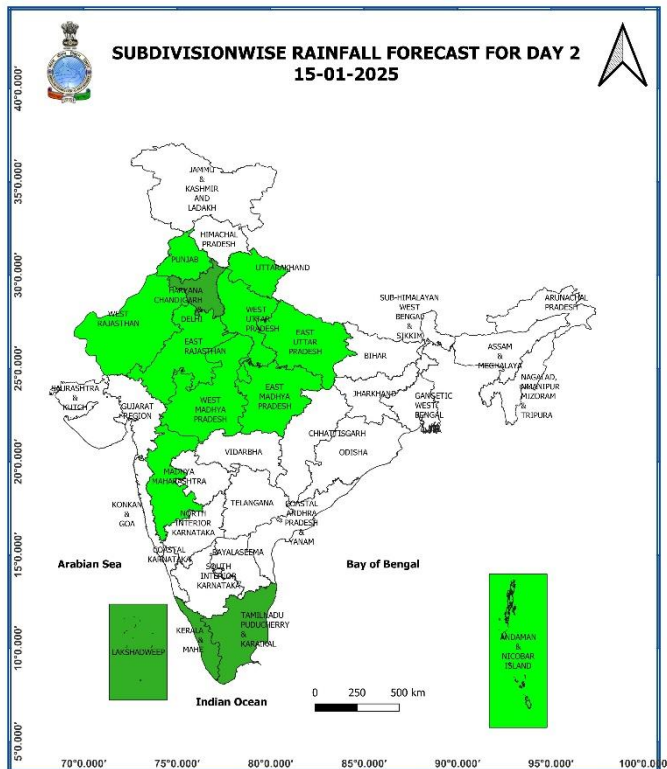 SUBDIVISIONWISE RAINFALL FORECAST FOR DAY 2
15-01-2025
40°0.000'
35°0.000'
30°0.000'
25°0.000'
20°0.000'
15°0.000'
10°0.000'
5°0.000'
JAMMU
&
KASHMIR
AND
LADAKH
HIMACHAL
PRADESH
PUNJAB
UTTARAKHAND
HARYANA
CHANDIGARH
&
DELHI
WEST
RAJASTHAN
WEST
UTTAR
PRADESH
EAST
RAJASTHAN
EAST
UTTAR
PRADESH
SUB-HIMALAYAN
WEST
BENGAL
&
SIKKIM
ARUNACHAL
PRADESH
BIHAR
ASSAM
&
MEGHALAYA
SAURASHTRA
&
KUTCH
GUJARAT
REGION
WEST
MADHYA
PRADESH
EAST
MADHYA
PRADESH
JHARKHAND
GANGETIC
WEST
BENGAL
NAGALAD,
MANIPUR
MIZORAM
&
TRIPURA
CHHATTISGARH
ODISHA
VIDARBHA
MADHYA
MAHARASHTRA
KONKAN
&
GOA
NORTH
INTERIOR
KARNATAKA
TELANGANA
COASTAL
ANDHRA
PRADESH
&
YANAM
COASTAL
KARNATAKA
RAYALASEEMA
SOUTH
INTERIOR
KARNATAKA
Arabian Sea
Bay of Bengal
LAKSHADWEEP
KERALA
&
MAHE
TAMILNADU
PUDUCHERRY
&
KARAIKAL
ANDAMAN
&
NICOBAR
ISLAND
Indian Ocean
0 250 500 km
70°0.000' 75°0.000' 80°0.000' 85°0.000' 90°0.000' 95°0.000' 100°0.000'